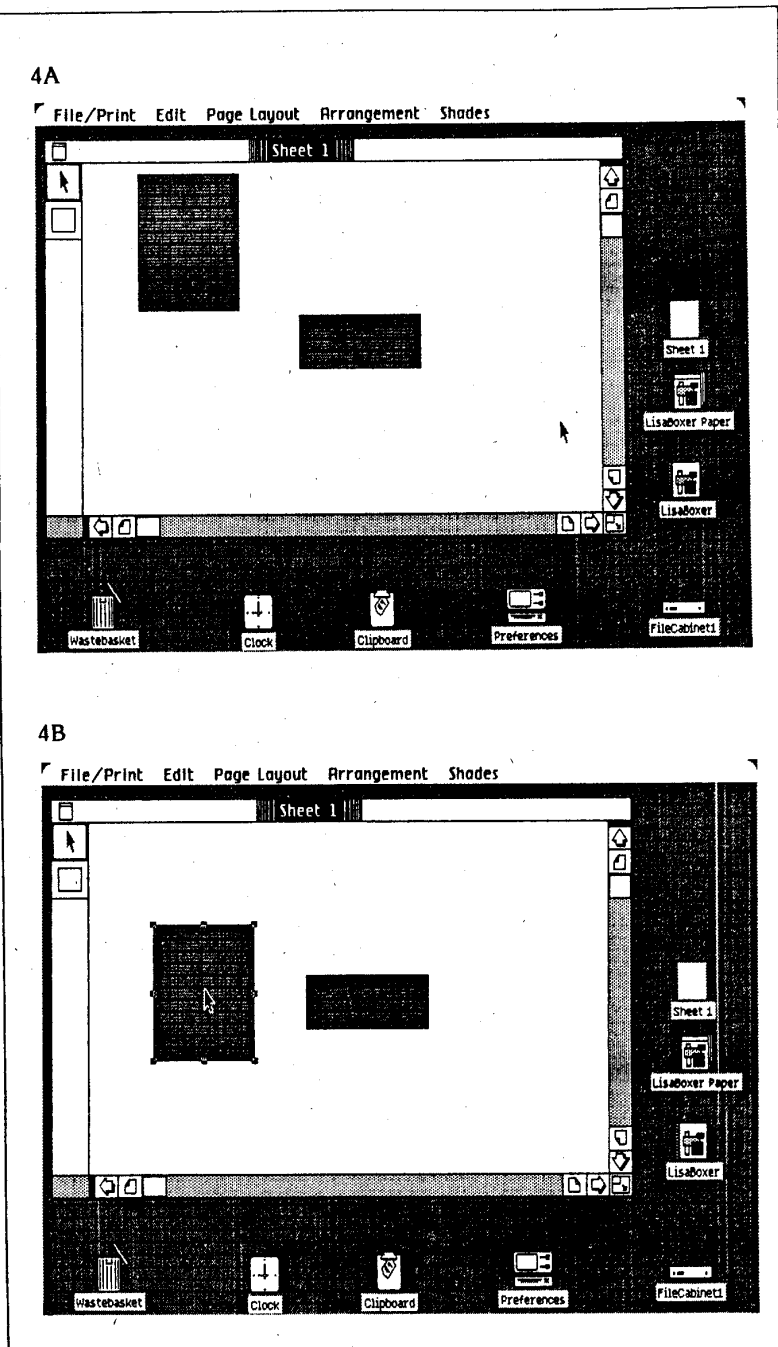 4A
File/Print Edit Page Layout Arrangement Shades
Sheet 1
Sheet 1
LisaBoxer Paper
LisaBoxer
Wastebasket Clock Clipboard Preferences FileCabinet1
4B
File/Print Edit Page Layout Arrangement Shades
Sheet 1
Sheet 1
LisaBoxer Paper
LisaBoxer
Wastebasket Clock Clipboard Preferences FileCabinet1